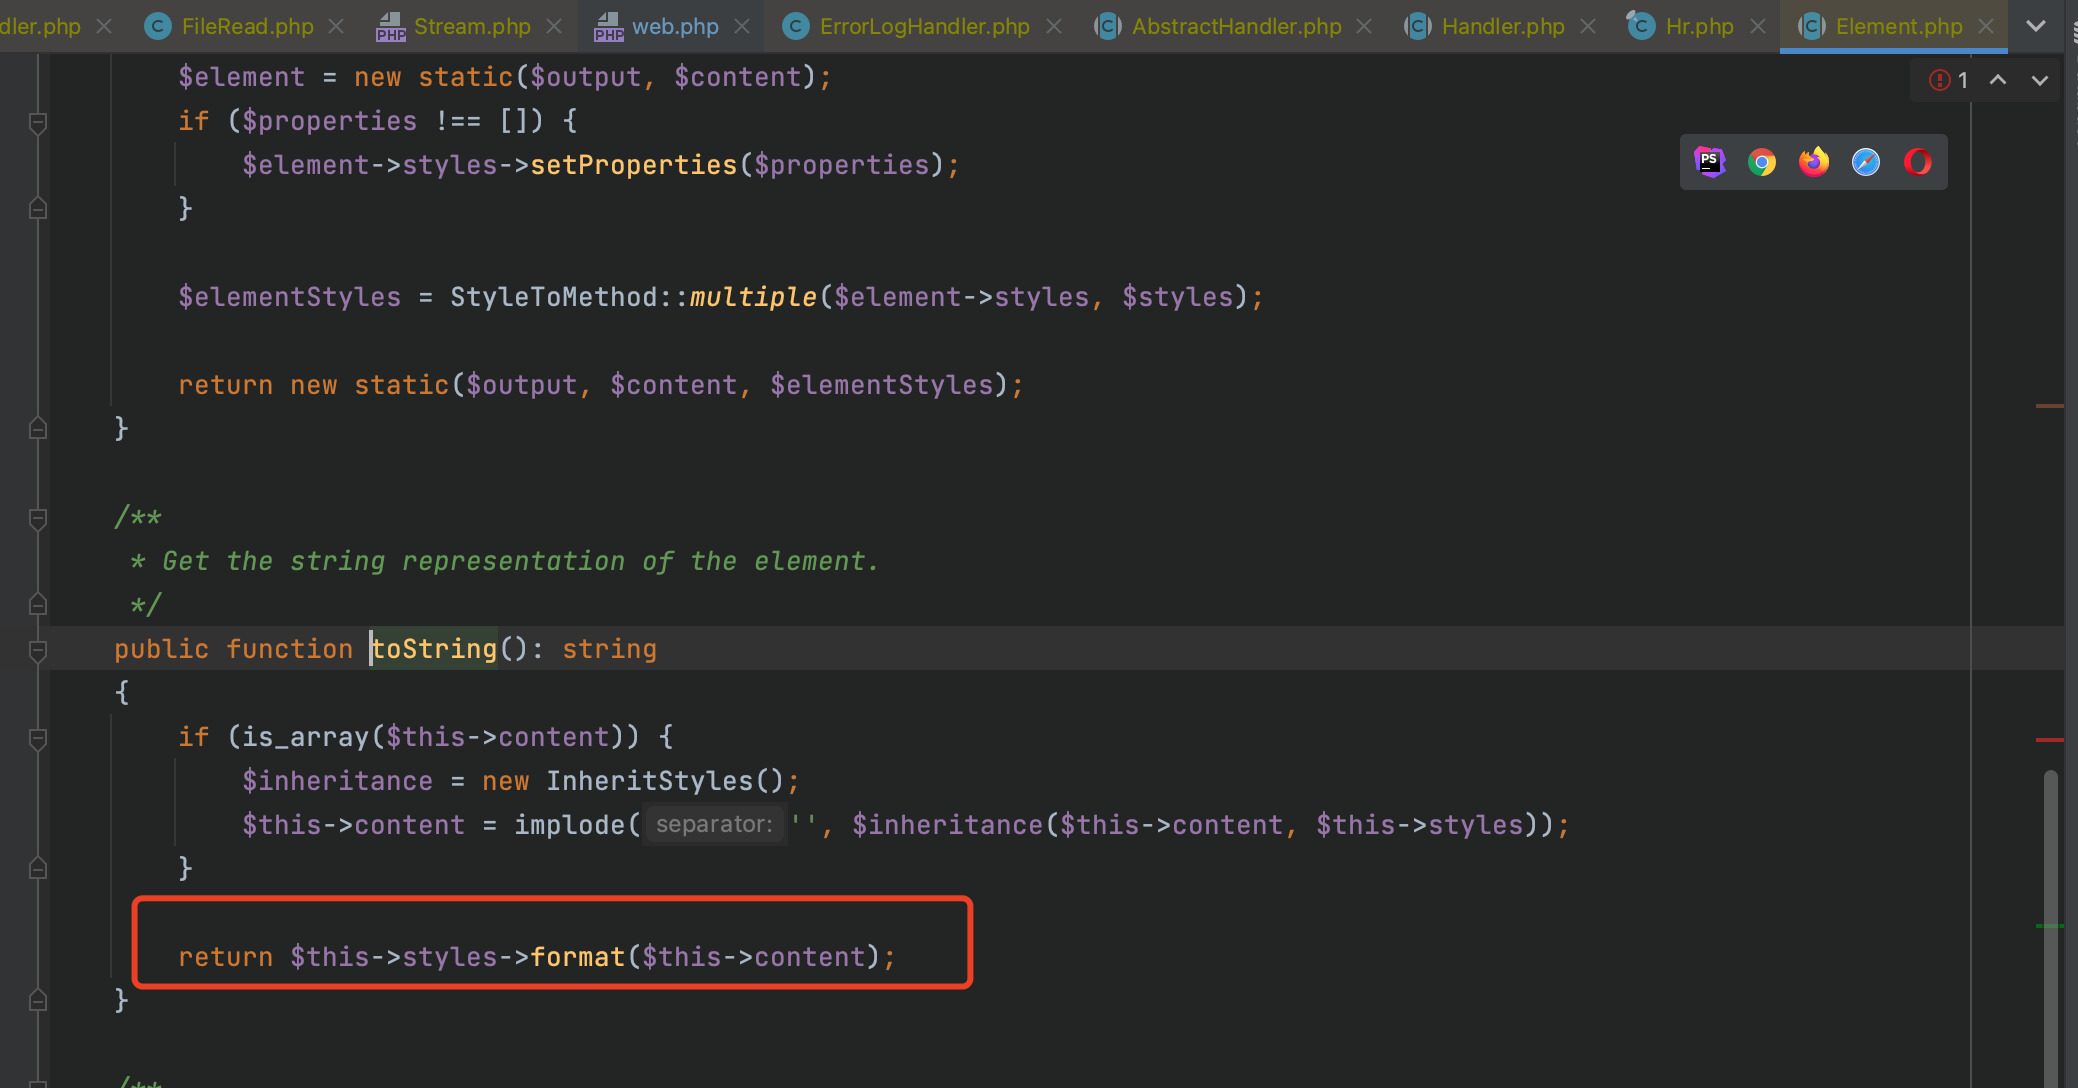 dler.php FileRead.php Stream.php web.php ErrorLogHandler.php AbstractHandler.php Handler.php Hr.php Element.php
$element = new static($output, $content);
1
if ($properties !== []) {
$element->styles->setProperties($properties);
}
$elementStyles = StyleToMethod::multiple($element->styles, $styles);
return new static($output, $content, $elementStyles);
}
/**
* Get the string representation of the element.
*/
public function toString(): string
{
if (is_array($this->content)) {
$inheritance = new InheritStyles();
$this->content = implode( separator: '', $inheritance($this->content, $this->styles));
}
return $this->styles->format($this->content);
}
/**